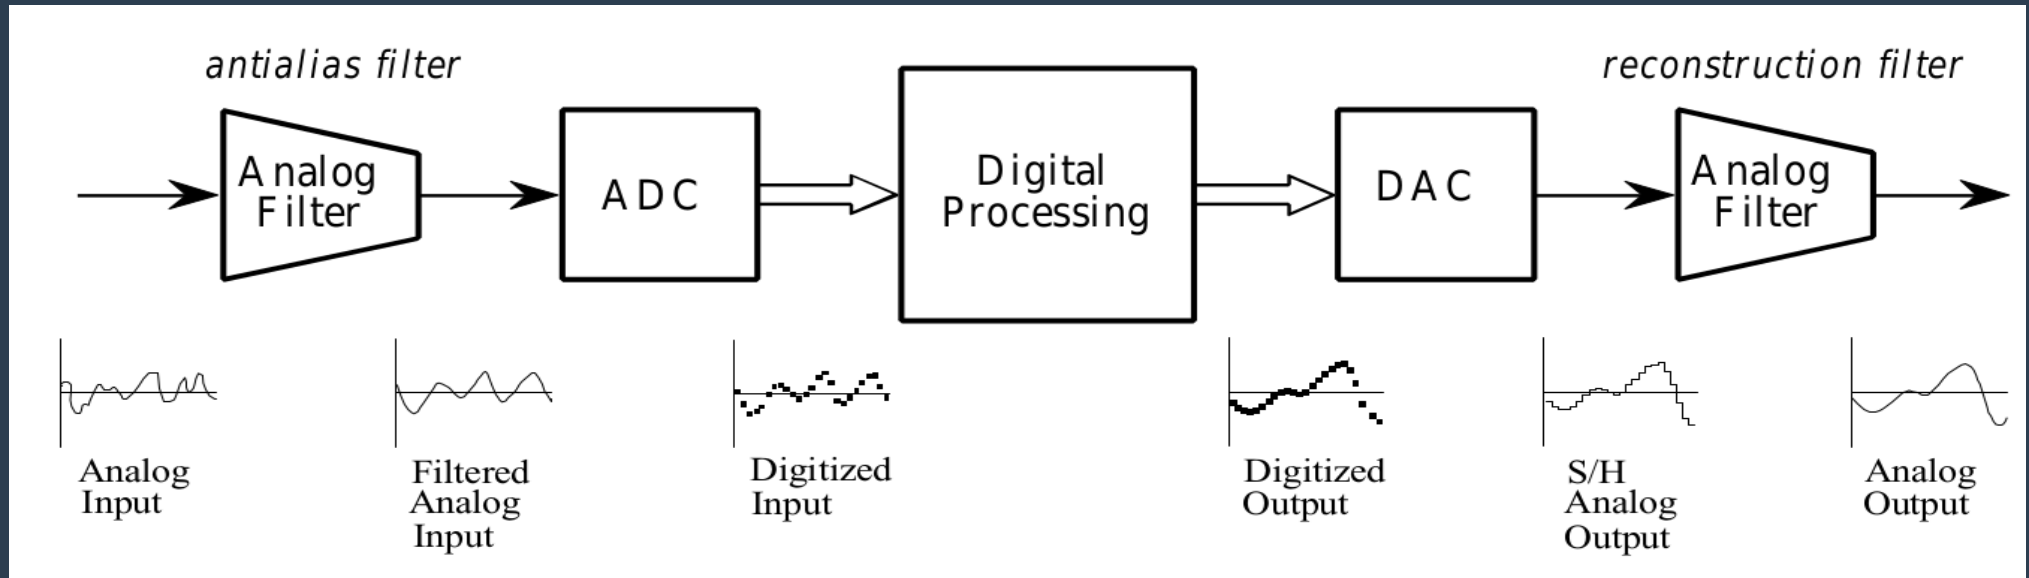 antialias filter
reconstruction filter
Analog
Filter
ADC
Digital
Processing
DAC
Analog
Filter
Analog
Input
Filtered
Analog
Input
Digitized
Input
Digitized
Output
S/H
Analog
Output
Analog
Output